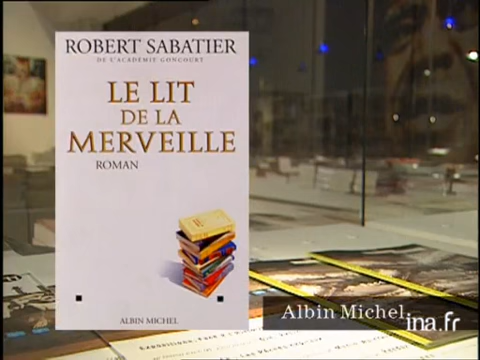 ROBERT SABATIER
DE L'ACADÉMIE GONCOURT
LE LIT
DE LA
MERVEILLE
ROMAN
ALBIN MICHEL
Albin Michel
ina.fr